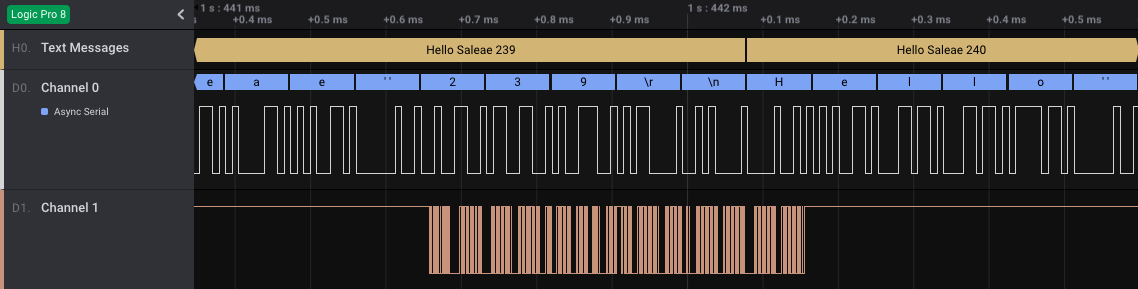 Logic Pro 8
1 s : 441 ms
1 s : 442 ms
+0.4 ms +0.5 ms +0.6 ms +0.7 ms +0.8 ms +0.9 ms +0.1 ms +0.2 ms +0.3 ms +0.4 ms +0.5 ms
H0. Text Messages
Hello Saleae 239
Hello Saleae 240
D0. Channel 0
Async Serial
e a e ' ' 2 3 9 \r \n H e l l o ' '
D1. Channel 1